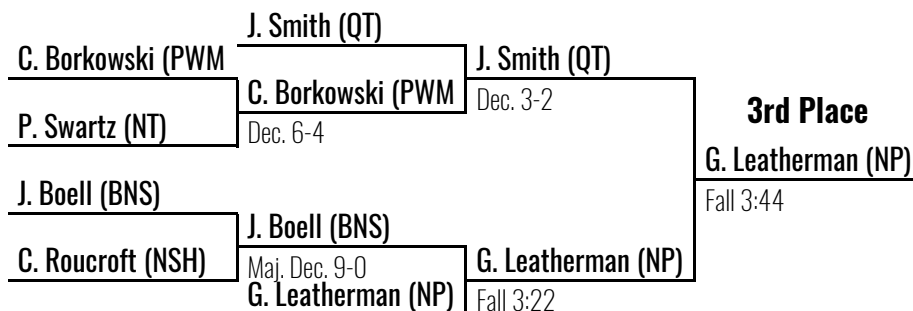 J. Smith (QT)
C. Borkowski (PWM
J. Smith (QT)
C. Borkowski (PWM
Dec. 3-2
P. Swartz (NT)
Dec. 6-4
3rd Place
G. Leatherman (NP)
J. Boell (BNS)
Fall 3:44
J. Boell (BNS)
C. Roucroft (NSH)
Maj. Dec. 9-0
G. Leatherman (NP)
G. Leatherman (NP)
Fall 3:22